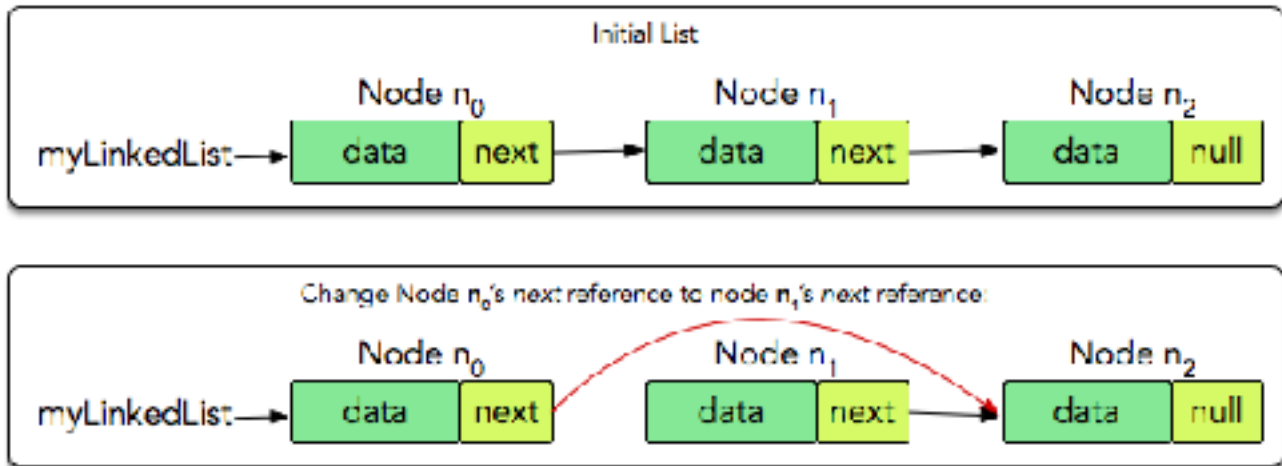 Initial List
Node n₀ Node n₁ Node n₂
myLinkedList data next data next data null
Change Node n₀'s next reference to node n₁'s next reference:
Node n₀ Node n₁ Node n₂
myLinkedList data next data next data null